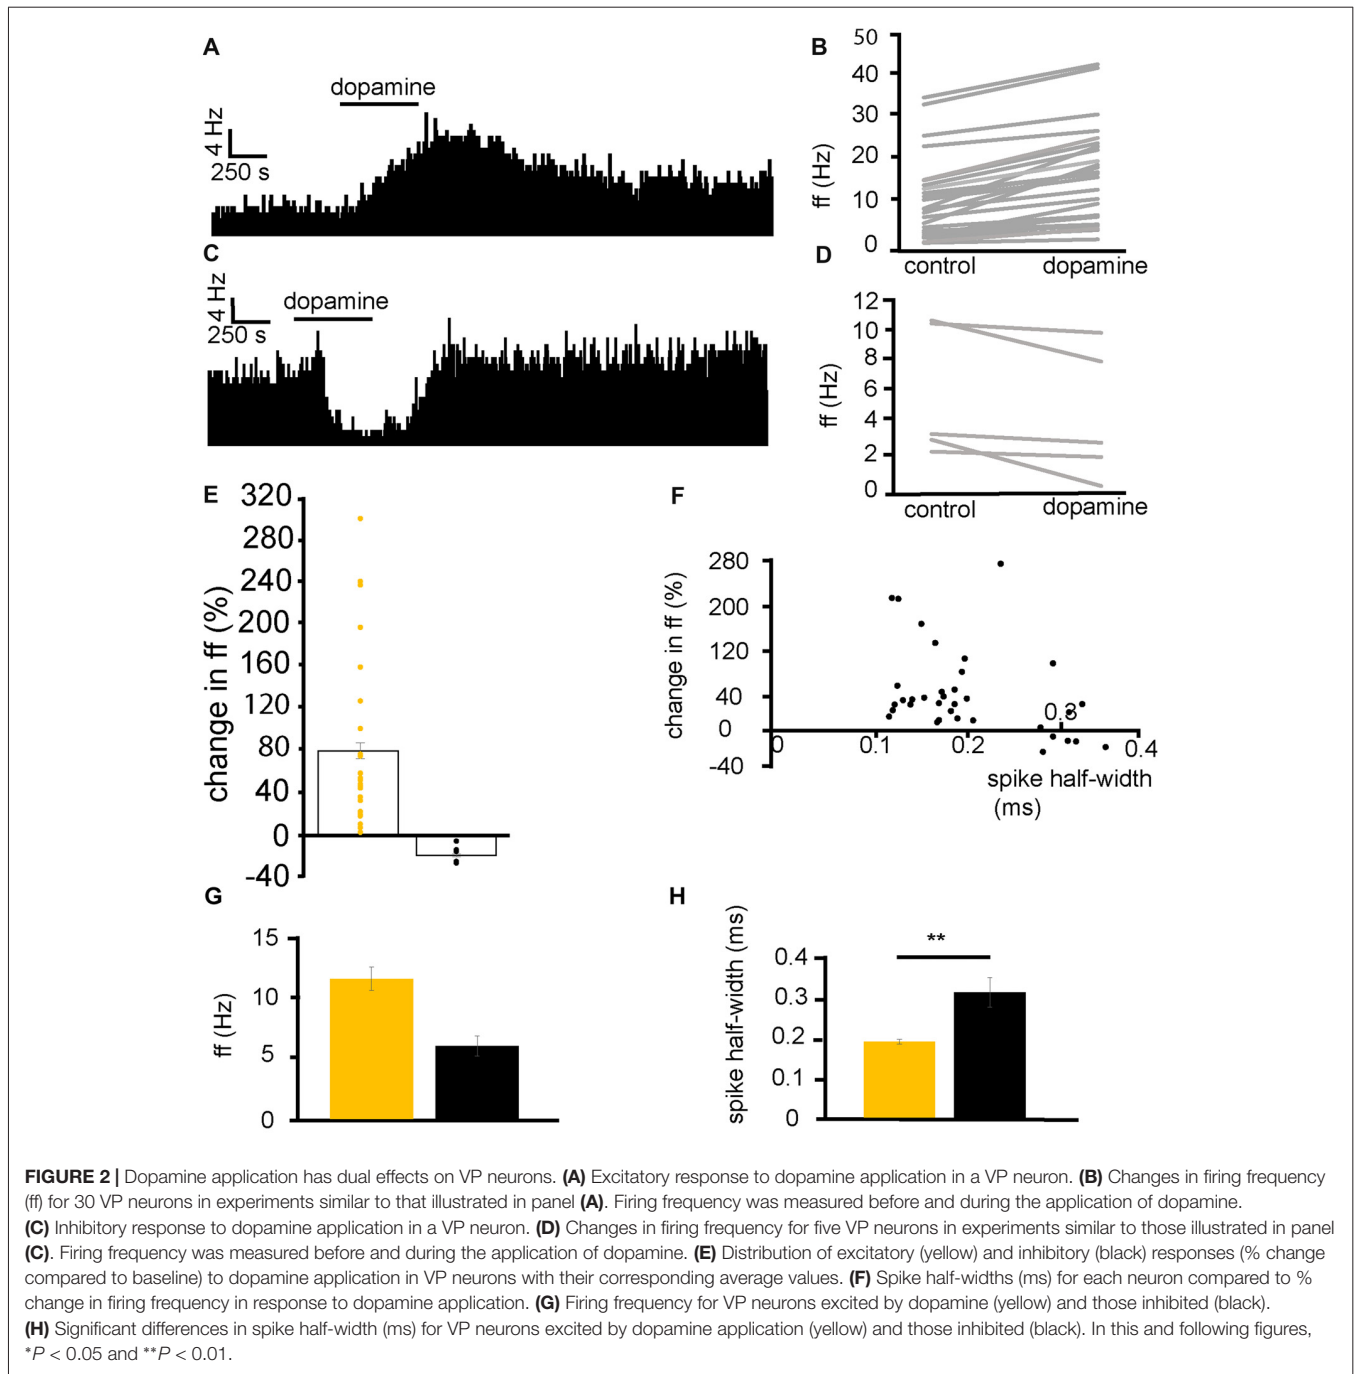 A
dopamine
4 Hz
250 s
B
50
40
30
20
10
0
ff (Hz)
control
dopamine
C
dopamine
4 Hz
250 s
D
12
10
8
6
4
2
0
ff (Hz)
control
dopamine
E
320
280
240
200
160
120
80
40
0
-40
change in ff (%)
F
280
200
120
40
0
-40
change in ff (%)
0
0.1
0.2
0.3
0.4
spike half-width
(ms)
G
15
10
5
0
ff (Hz)
H
**
0.4
0.3
0.2
0.1
0
spike half-width (ms)
FIGURE 2 | Dopamine application has dual effects on VP neurons. (A) Excitatory response to dopamine application in a VP neuron. (B) Changes in firing frequency
(ff) for 30 VP neurons in experiments similar to that illustrated in panel (A). Firing frequency was measured before and during the application of dopamine.
(C) Inhibitory response to dopamine application in a VP neuron. (D) Changes in firing frequency for five VP neurons in experiments similar to those illustrated in panel
(C). Firing frequency was measured before and during the application of dopamine. (E) Distribution of excitatory (yellow) and inhibitory (black) responses (% change
compared to baseline) to dopamine application in VP neurons with their corresponding average values. (F) Spike half-widths (ms) for each neuron compared to %
change in firing frequency in response to dopamine application. (G) Firing frequency for VP neurons excited by dopamine (yellow) and those inhibited (black).
(H) Significant differences in spike half-width (ms) for VP neurons excited by dopamine application (yellow) and those inhibited (black). In this and following figures,
*P < 0.05 and **P < 0.01.